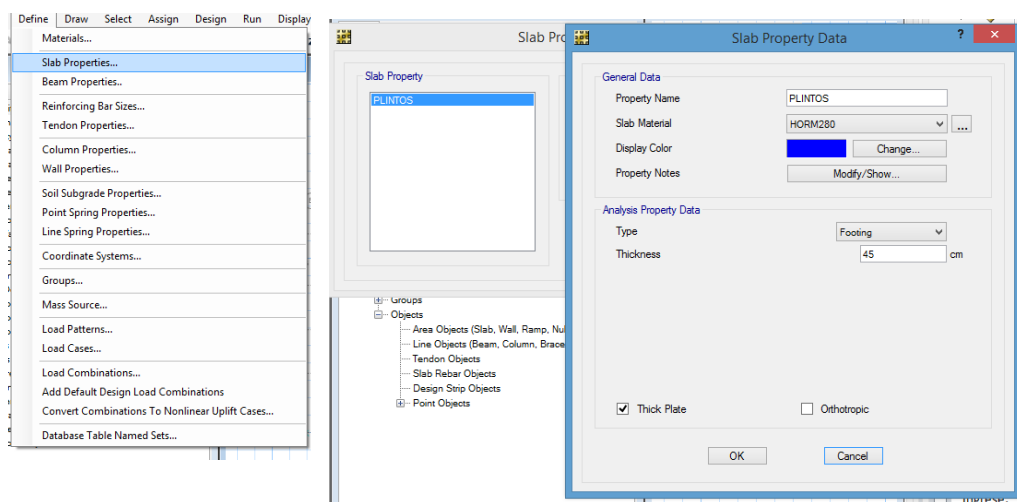 Define Draw Select Assign Design Run Display
Materials...
Slab Properties...
Beam Properties..
Reinforcing Bar Sizes...
Tendon Properties...
Column Properties...
Wall Properties...
Soil Subgrade Properties...
Point Spring Properties...
Line Spring Properties...
Coordinate Systems...
Groups...
Mass Source...
Load Patterns...
Load Cases...
Load Combinations...
Add Default Design Load Combinations
Convert Combinations To Nonlinear Uplift Cases...
Database Table Named Sets...
Slab Pro
Slab Property
PLINTOS
Groups
Objects
Area Objects (Slab, Wall, Ramp, Nul
Line Objects (Beam, Column, Brace
Tendon Objects
Slab Rebar Objects
Design Strip Objects
Point Objects
Slab Property Data ? ×
General Data
Property Name PLINTOS
Slab Material HORM280 ...
Display Color Change...
Property Notes Modify/Show...
Analysis Property Data
Type Footing
Thickness 45 cm
Thick Plate Orthotropic
OK Cancel